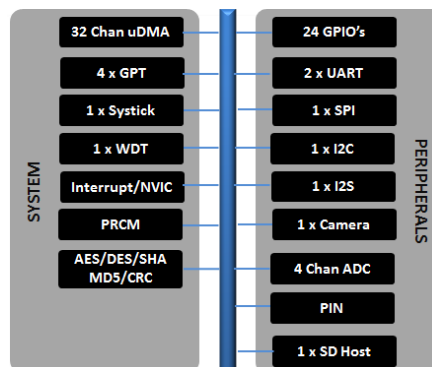 SYSTEM
32 Chan uDMA
4 x GPT
1 x Systick
1 x WDT
Interrupt/NVIC
PRCM
AES/DES/SHA
MD5/CRC
PERIPHERALS
24 GPIO's
2 x UART
1 x SPI
1 x I2C
1 x I2S
1 x Camera
4 Chan ADC
PIN
1 x SD Host